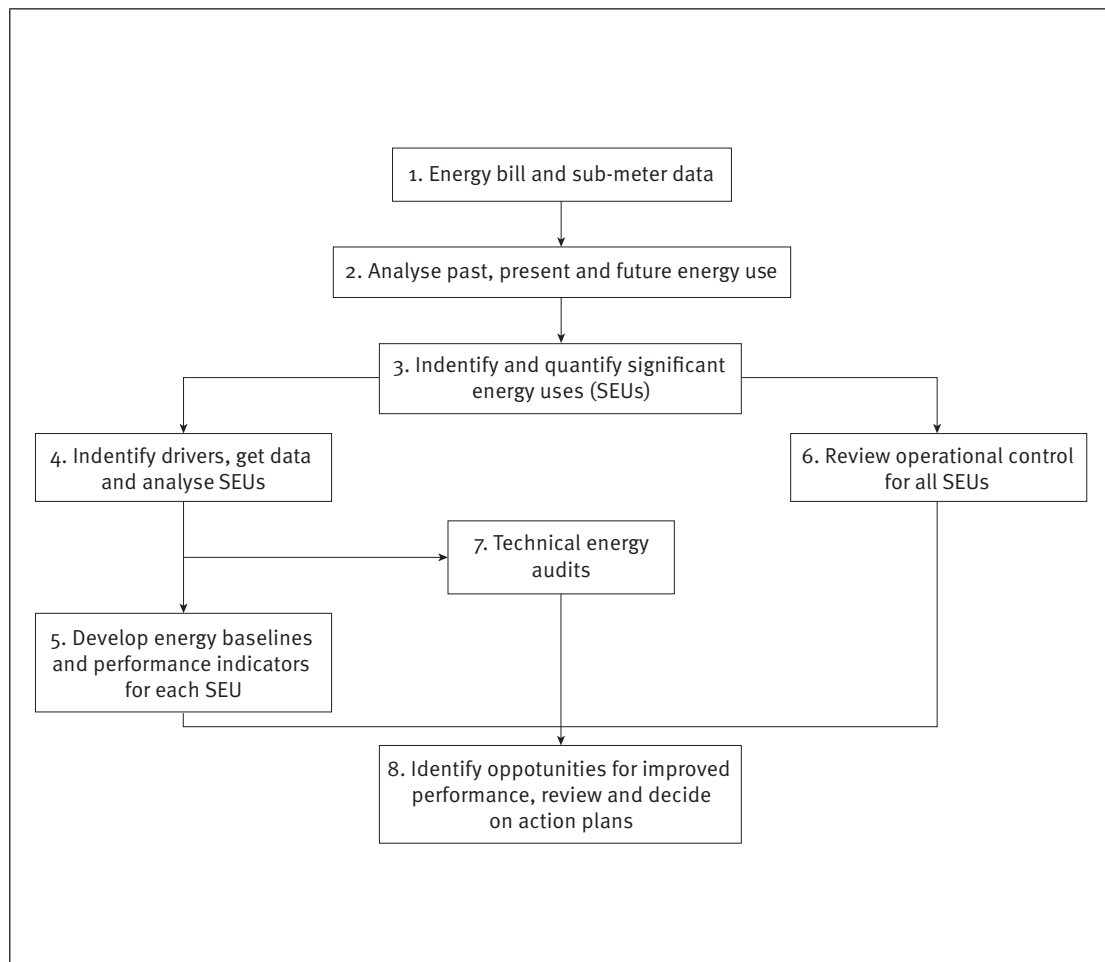 1. Energy bill and sub-meter data
2. Analyse past, present and future energy use
3. Indentify and quantify significant
energy uses (SEUs)
4. Indentify drivers, get data
and analyse SEUs
6. Review operational control
for all SEUs
7. Technical energy
audits
5. Develop energy baselines
and performance indicators
for each SEU
8. Identify oppotunities for improved
performance, review and decide
on action plans